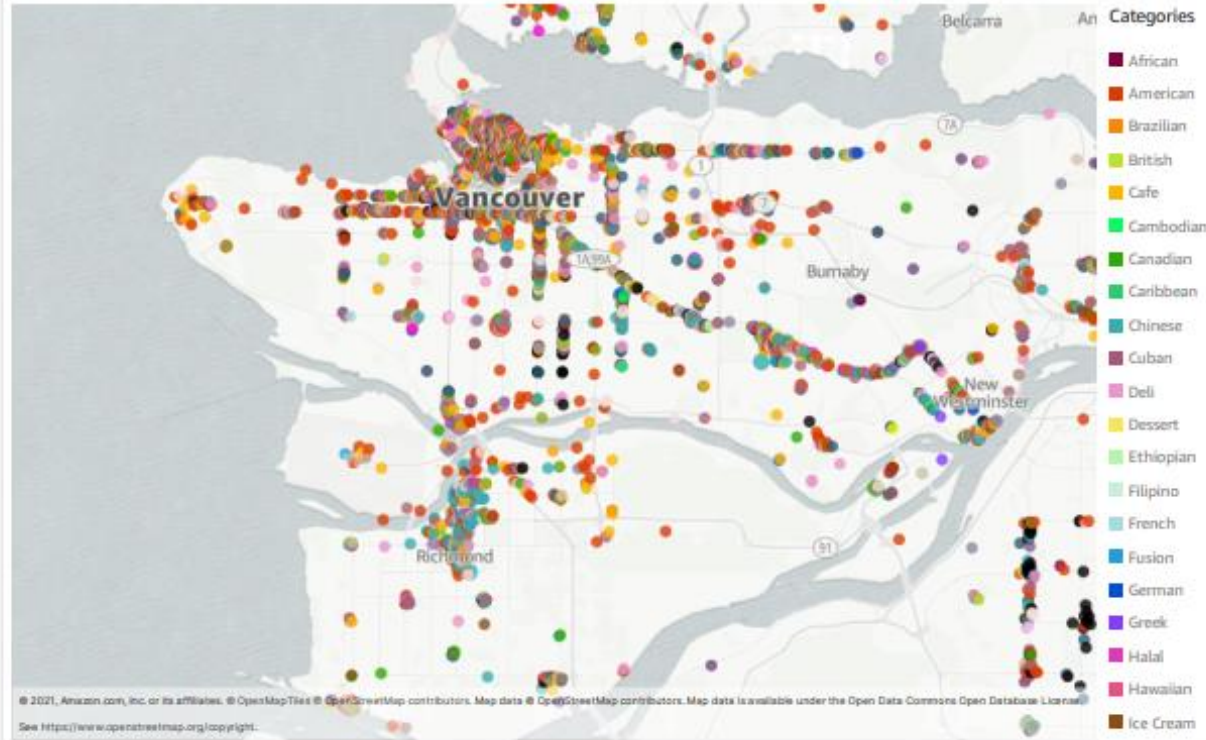 Belcarra
An
Categories
African
American
Brazilian
British
Cafe
Cambodian
Canadian
Caribbean
Chinese
Cuban
Deli
Dessert
Ethiopian
Filipino
French
Fusion
German
Greek
Halal
Hawaiian
Ice Cream
7A
1
7
Vancouver
1A;99A
Burnaby
New
Westminster
91
Richmond
© 2021, Amazon.com, Inc. or its affiliates. © OpenMapTiles © OpenStreetMap contributors. Map data © OpenStreetMap contributors. Map data is available under the Open Data Commons Open Database License.
See https://www.openstreetmap.org/copyright.